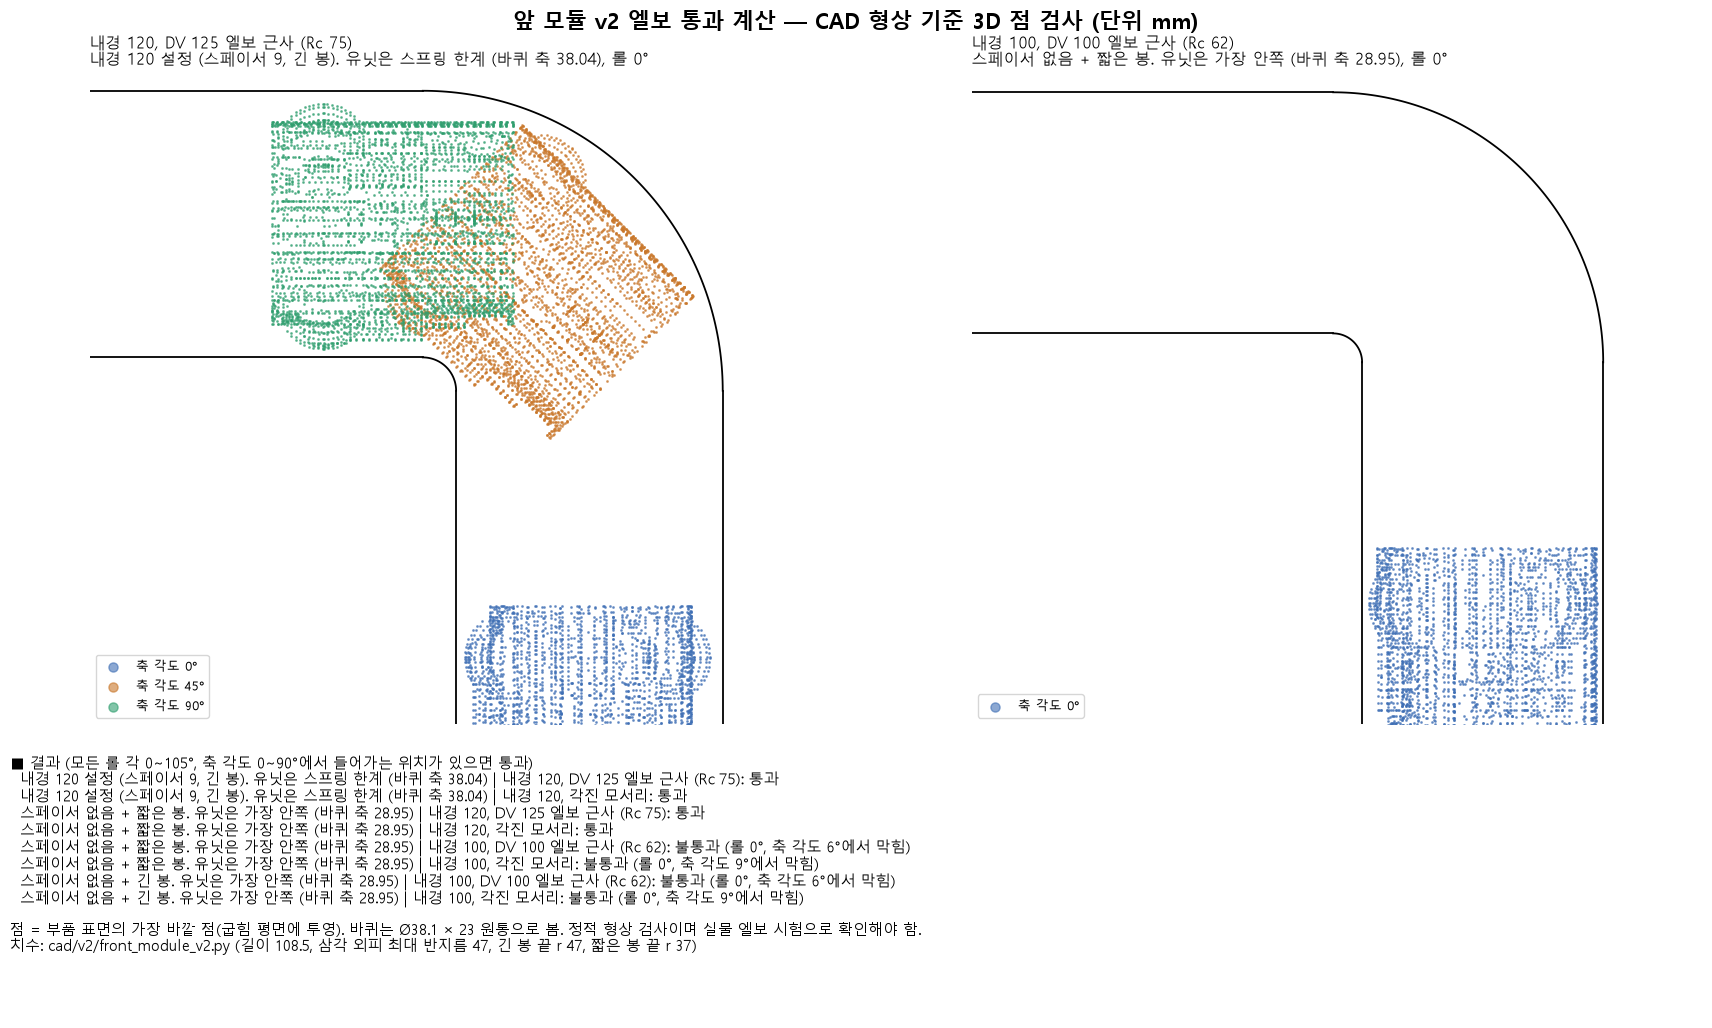 앞 모듈 v2 엘보 통과 계산 — CAD 형상 기준 3D 점 검사 (단위 mm)
내경 120, DV 125 엘보 근사 (Rc 75)
내경 120 설정 (스페이서 9, 긴 봉). 유닛은 스프링 한계 (바퀴 축 38.04), 롤 0°
내경 100, DV 100 엘보 근사 (Rc 62)
스페이서 없음 + 짧은 봉. 유닛은 가장 안쪽 (바퀴 축 28.95), 롤 0°
축 각도 0°
축 각도 45°
축 각도 90°
축 각도 0°
■ 결과 (모든 롤 각 0~105°, 축 각도 0~90°에서 들어가는 위치가 있으면 통과)
내경 120 설정 (스페이서 9, 긴 봉). 유닛은 스프링 한계 (바퀴 축 38.04) | 내경 120, DV 125 엘보 근사 (Rc 75): 통과
내경 120 설정 (스페이서 9, 긴 봉). 유닛은 스프링 한계 (바퀴 축 38.04) | 내경 120, 각진 모서리: 통과
스페이서 없음 + 짧은 봉. 유닛은 가장 안쪽 (바퀴 축 28.95) | 내경 120, DV 125 엘보 근사 (Rc 75): 통과
스페이서 없음 + 짧은 봉. 유닛은 가장 안쪽 (바퀴 축 28.95) | 내경 120, 각진 모서리: 통과
스페이서 없음 + 짧은 봉. 유닛은 가장 안쪽 (바퀴 축 28.95) | 내경 100, DV 100 엘보 근사 (Rc 62): 불통과 (롤 0°, 축 각도 6°에서 막힘)
스페이서 없음 + 짧은 봉. 유닛은 가장 안쪽 (바퀴 축 28.95) | 내경 100, 각진 모서리: 불통과 (롤 0°, 축 각도 9°에서 막힘)
스페이서 없음 + 긴 봉. 유닛은 가장 안쪽 (바퀴 축 28.95) | 내경 100, DV 100 엘보 근사 (Rc 62): 불통과 (롤 0°, 축 각도 6°에서 막힘)
스페이서 없음 + 긴 봉. 유닛은 가장 안쪽 (바퀴 축 28.95) | 내경 100, 각진 모서리: 불통과 (롤 0°, 축 각도 9°에서 막힘)
점 = 부품 표면의 가장 바깥 점(굽힘 평면에 투영). 바퀴는 Ø38.1 × 23 원통으로 봄. 정적 형상 검사이며 실물 엘보 시험으로 확인해야 함.
치수: cad/v2/front_module_v2.py (길이 108.5, 삼각 외피 최대 반지름 47, 긴 봉 끝 r 47, 짧은 봉 끝 r 37)